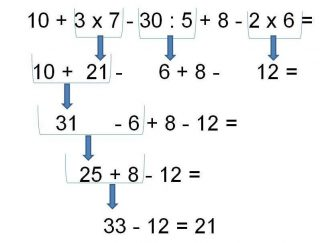 10 + 3 x 7 - 30 : 5 + 8 - 2 x 6 =
10 + 21 - 6 + 8 - 12 =
31 - 6 + 8 - 12 =
25 + 8 - 12 =
33 - 12 = 21